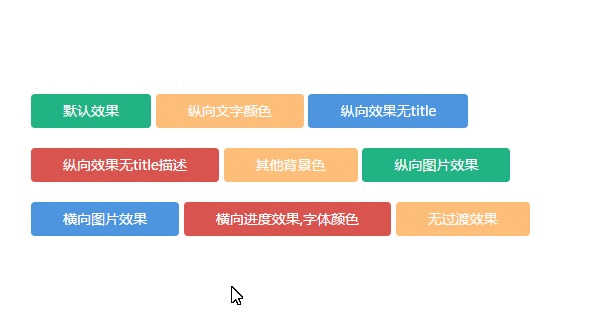 默认效果 纵向文字颜色 纵向效果无title
纵向效果无title描述 其他背景色 纵向图片效果
横向图片效果 横向进度效果,字体颜色 无过渡效果